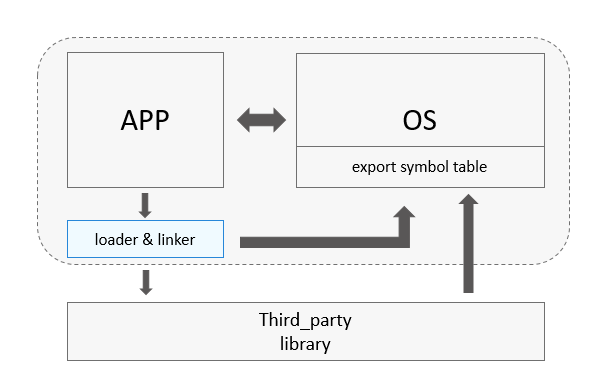 APP
OS
export symbol table
loader & linker
Third_party
library